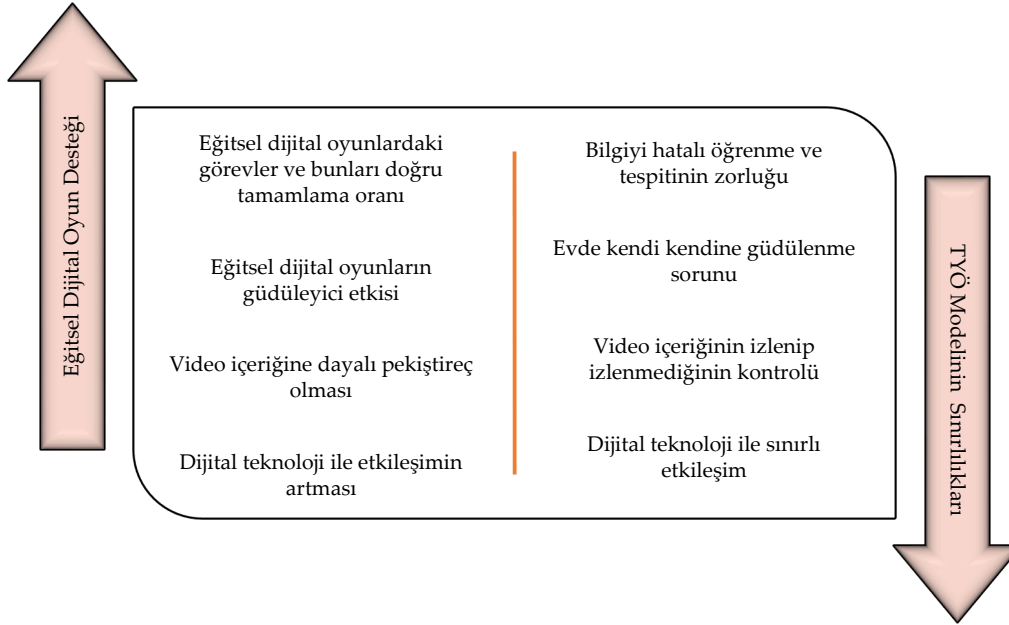 Eğitsel Dijital Oyun Desteği
Eğitsel dijital oyunlardaki
görevler ve bunları doğru
tamamlama oranı
Eğitsel dijital oyunların
güdüleyici etkisi
Video içeriğine dayalı pekiştireç
olması
Dijital teknoloji ile etkileşimin
artması
Bilgiyi hatalı öğrenme ve
tespitinin zorluğu
Evde kendi kendine güdülenme
sorunu
Video içeriğinin izlenip
izlenmediğinin kontrolü
Dijital teknoloji ile sınırlı
etkileşim
TYÖ Modelinin Sınırlılıkları